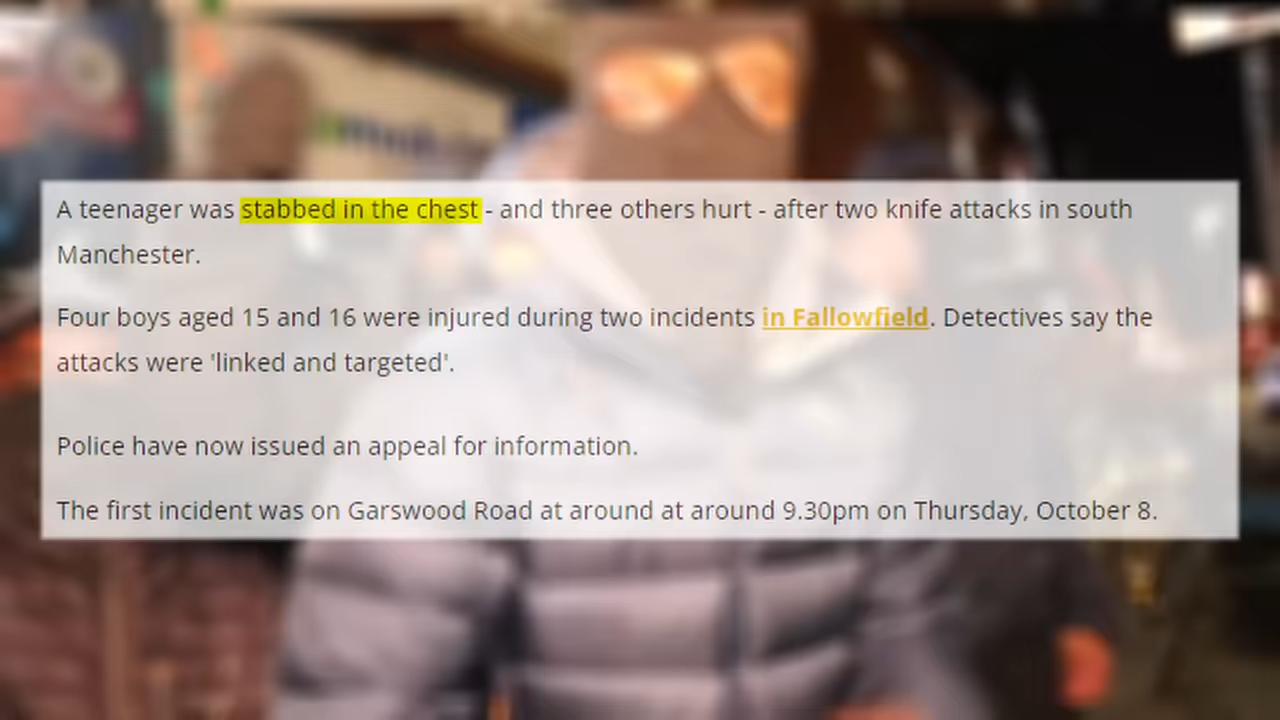 A teenager was stabbed in the chest - and three others hurt - after two knife attacks in south
Manchester.
Four boys aged 15 and 16 were injured during two incidents in Fallowfield. Detectives say the
attacks were 'linked and targeted'.
Police have now issued an appeal for information.
The first incident was on Garswood Road at around at around 9.30pm on Thursday, October 8.